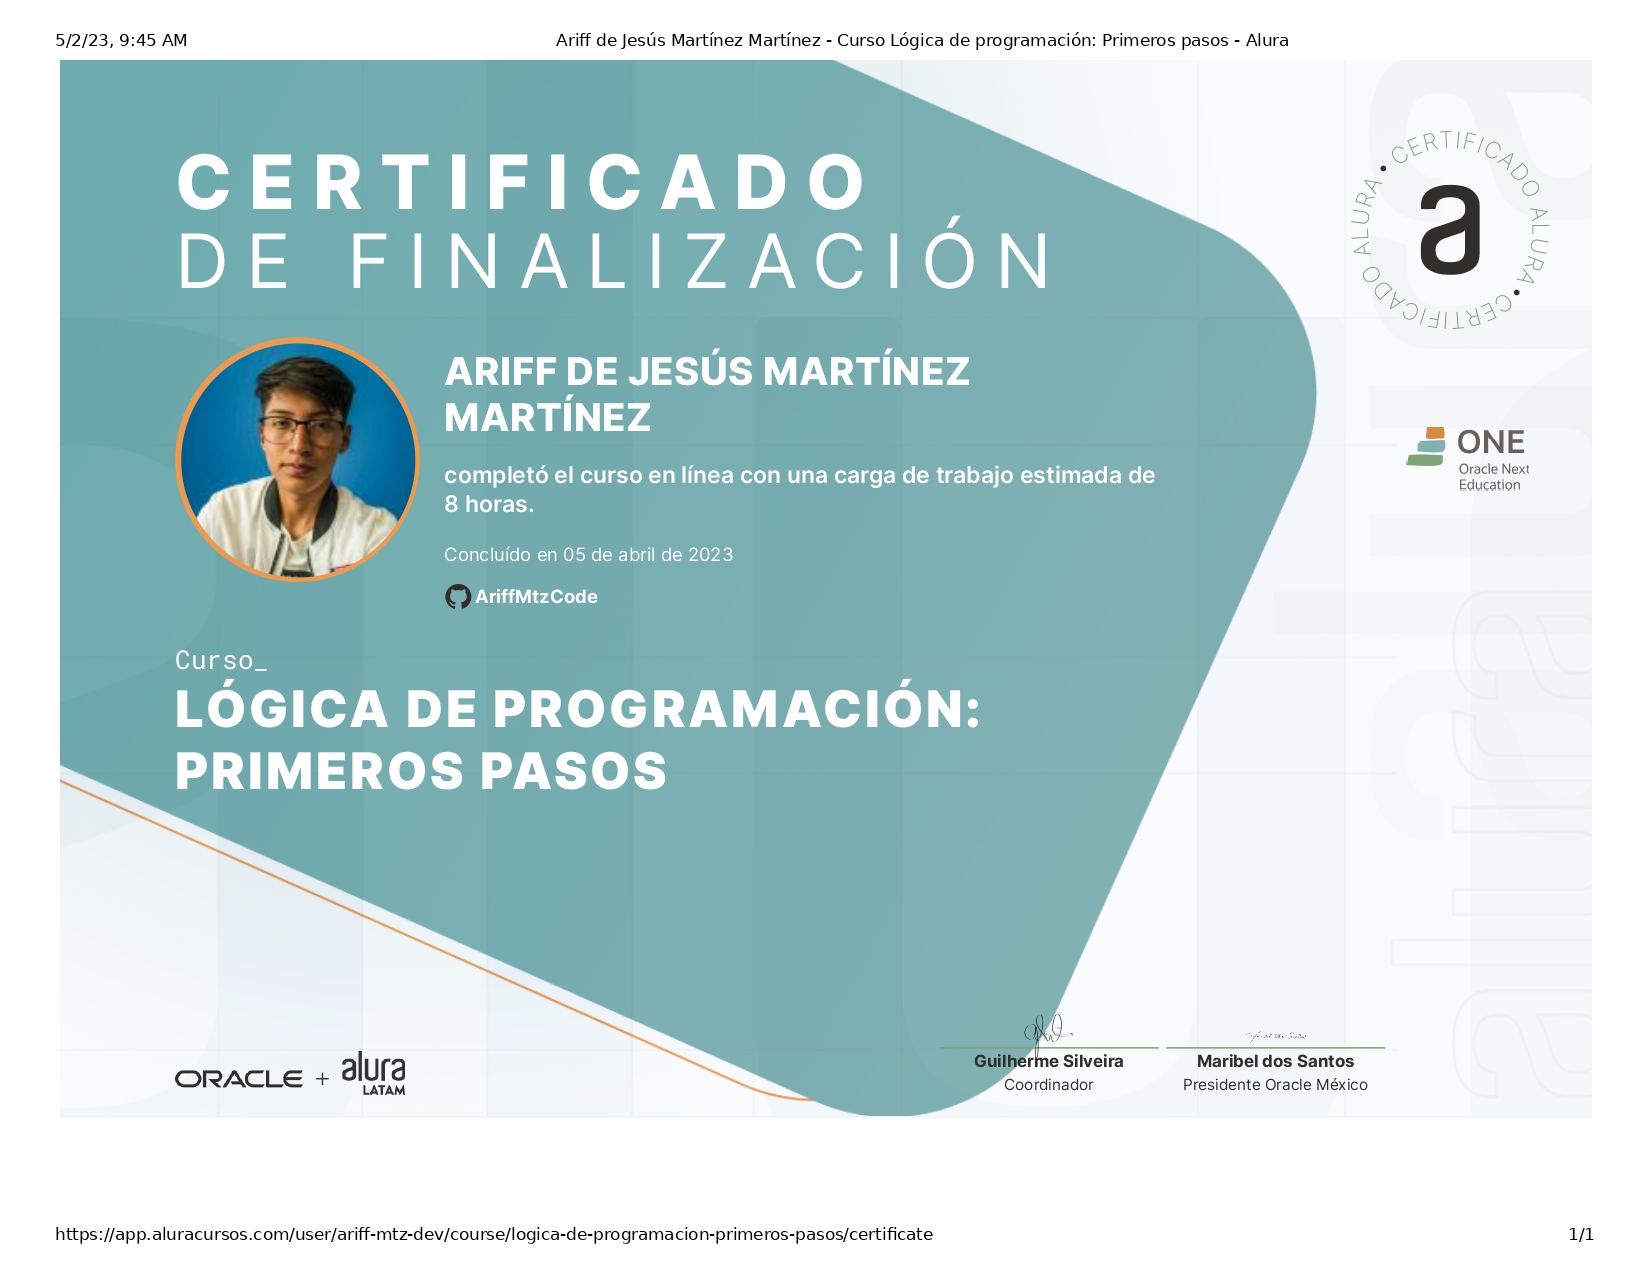 5/2/23, 9:45 AM
Ariff de Jesús Martínez Martínez - Curso Lógica de programación: Primeros pasos - Alura
CERTIFICADO
DE FINALIZACIÓN
• CERTIFICADO ALURA • CERTIFICADO ALURA
a
ARIFF DE JESÚS MARTÍNEZ
MARTÍNEZ
completó el curso en línea con una carga de trabajo estimada de
8 horas.
Concluído en 05 de abril de 2023
AriffMtzCode
ONE
Oracle Next
Education
Curso_
LÓGICA DE PROGRAMACIÓN:
PRIMEROS PASOS
alura
alura
ORACLE + alura
LATAM
Guilherme Silveira
Coordinador
Maribel dos Santos
Presidente Oracle México
https://app.aluracursos.com/user/ariff-mtz-dev/course/logica-de-programacion-primeros-pasos/certificate
1/1